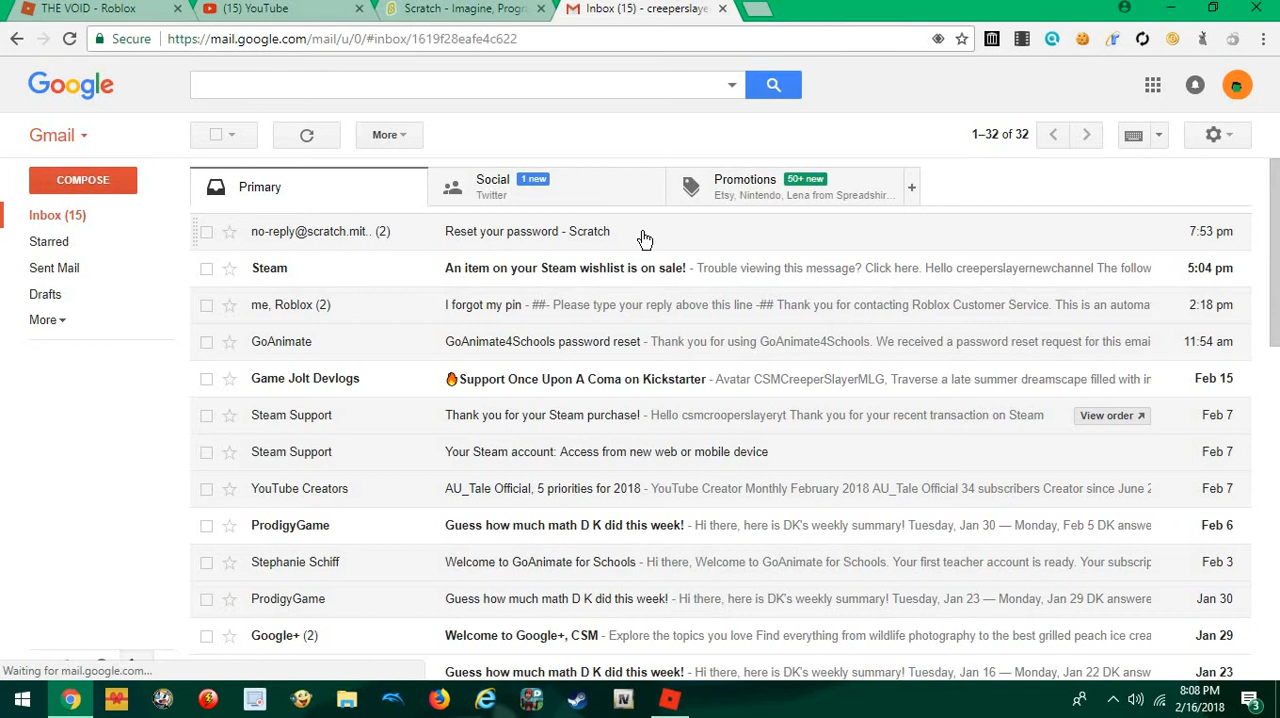 THE VOID - Roblox
(15) YouTube
Scratch - Imagine, Progr
Inbox (15) - creeperslaye
Secure
https://mail.google.com/mail/u/0/#inbox/1619f28eafe4c622
Google
Gmail
More
1–32 of 32
COMPOSE
Inbox (15)
Starred
Sent Mail
Drafts
More
Primary
Social 1 new
Twitter
Promotions 50+ new
Etsy, Nintendo, Lena from Spreadshir...
+
no-reply@scratch.mit.. (2) Reset your password - Scratch 7:53 pm
Steam An item on your Steam wishlist is on sale! - Trouble viewing this message? Click here. Hello creeperslayernewchannel The follow 5:04 pm
me, Roblox (2) I forgot my pin - ##- Please type your reply above this line -## Thank you for contacting Roblox Customer Service. This is an automa 2:18 pm
GoAnimate GoAnimate4Schools password reset - Thank you for using GoAnimate4Schools. We received a password reset request for this emai 11:54 am
Game Jolt Devlogs Support Once Upon A Coma on Kickstarter - Avatar CSMCreeperSlayerMLG, Traverse a late summer dreamscape filled with in Feb 15
Steam Support Thank you for your Steam purchase! - Hello csmcrooperslayeryt Thank you for your recent transaction on Steam View order Feb 7
Steam Support Your Steam account: Access from new web or mobile device Feb 7
YouTube Creators AU_Tale Official, 5 priorities for 2018 - YouTube Creator Monthly February 2018 AU_Tale Official 34 subscribers Creator since June 2 Feb 7
ProdigyGame Guess how much math D K did this week! - Hi there, here is DK's weekly summary! Tuesday, Jan 30 — Monday, Feb 5 DK answe Feb 6
Stephanie Schiff Welcome to GoAnimate for Schools - Hi there, Welcome to GoAnimate for Schools. Your first teacher account is ready. Your subscrip Feb 3
ProdigyGame Guess how much math D K did this week! - Hi there, here is DK's weekly summary! Tuesday, Jan 23 — Monday, Jan 29 DK answere Jan 30
Google+ (2) Welcome to Google+, CSM - Explore the topics you love Find everything from wildlife photography to the best grilled peach ice crea Jan 29
Guess how much math D K did this week! - Hi there, here is DK's weekly summary! Tuesday, Jan 16 — Monday, Jan 22 DK answere Jan 23
Waiting for mail.google.com...
IV
8:08 PM
2/16/2018
3